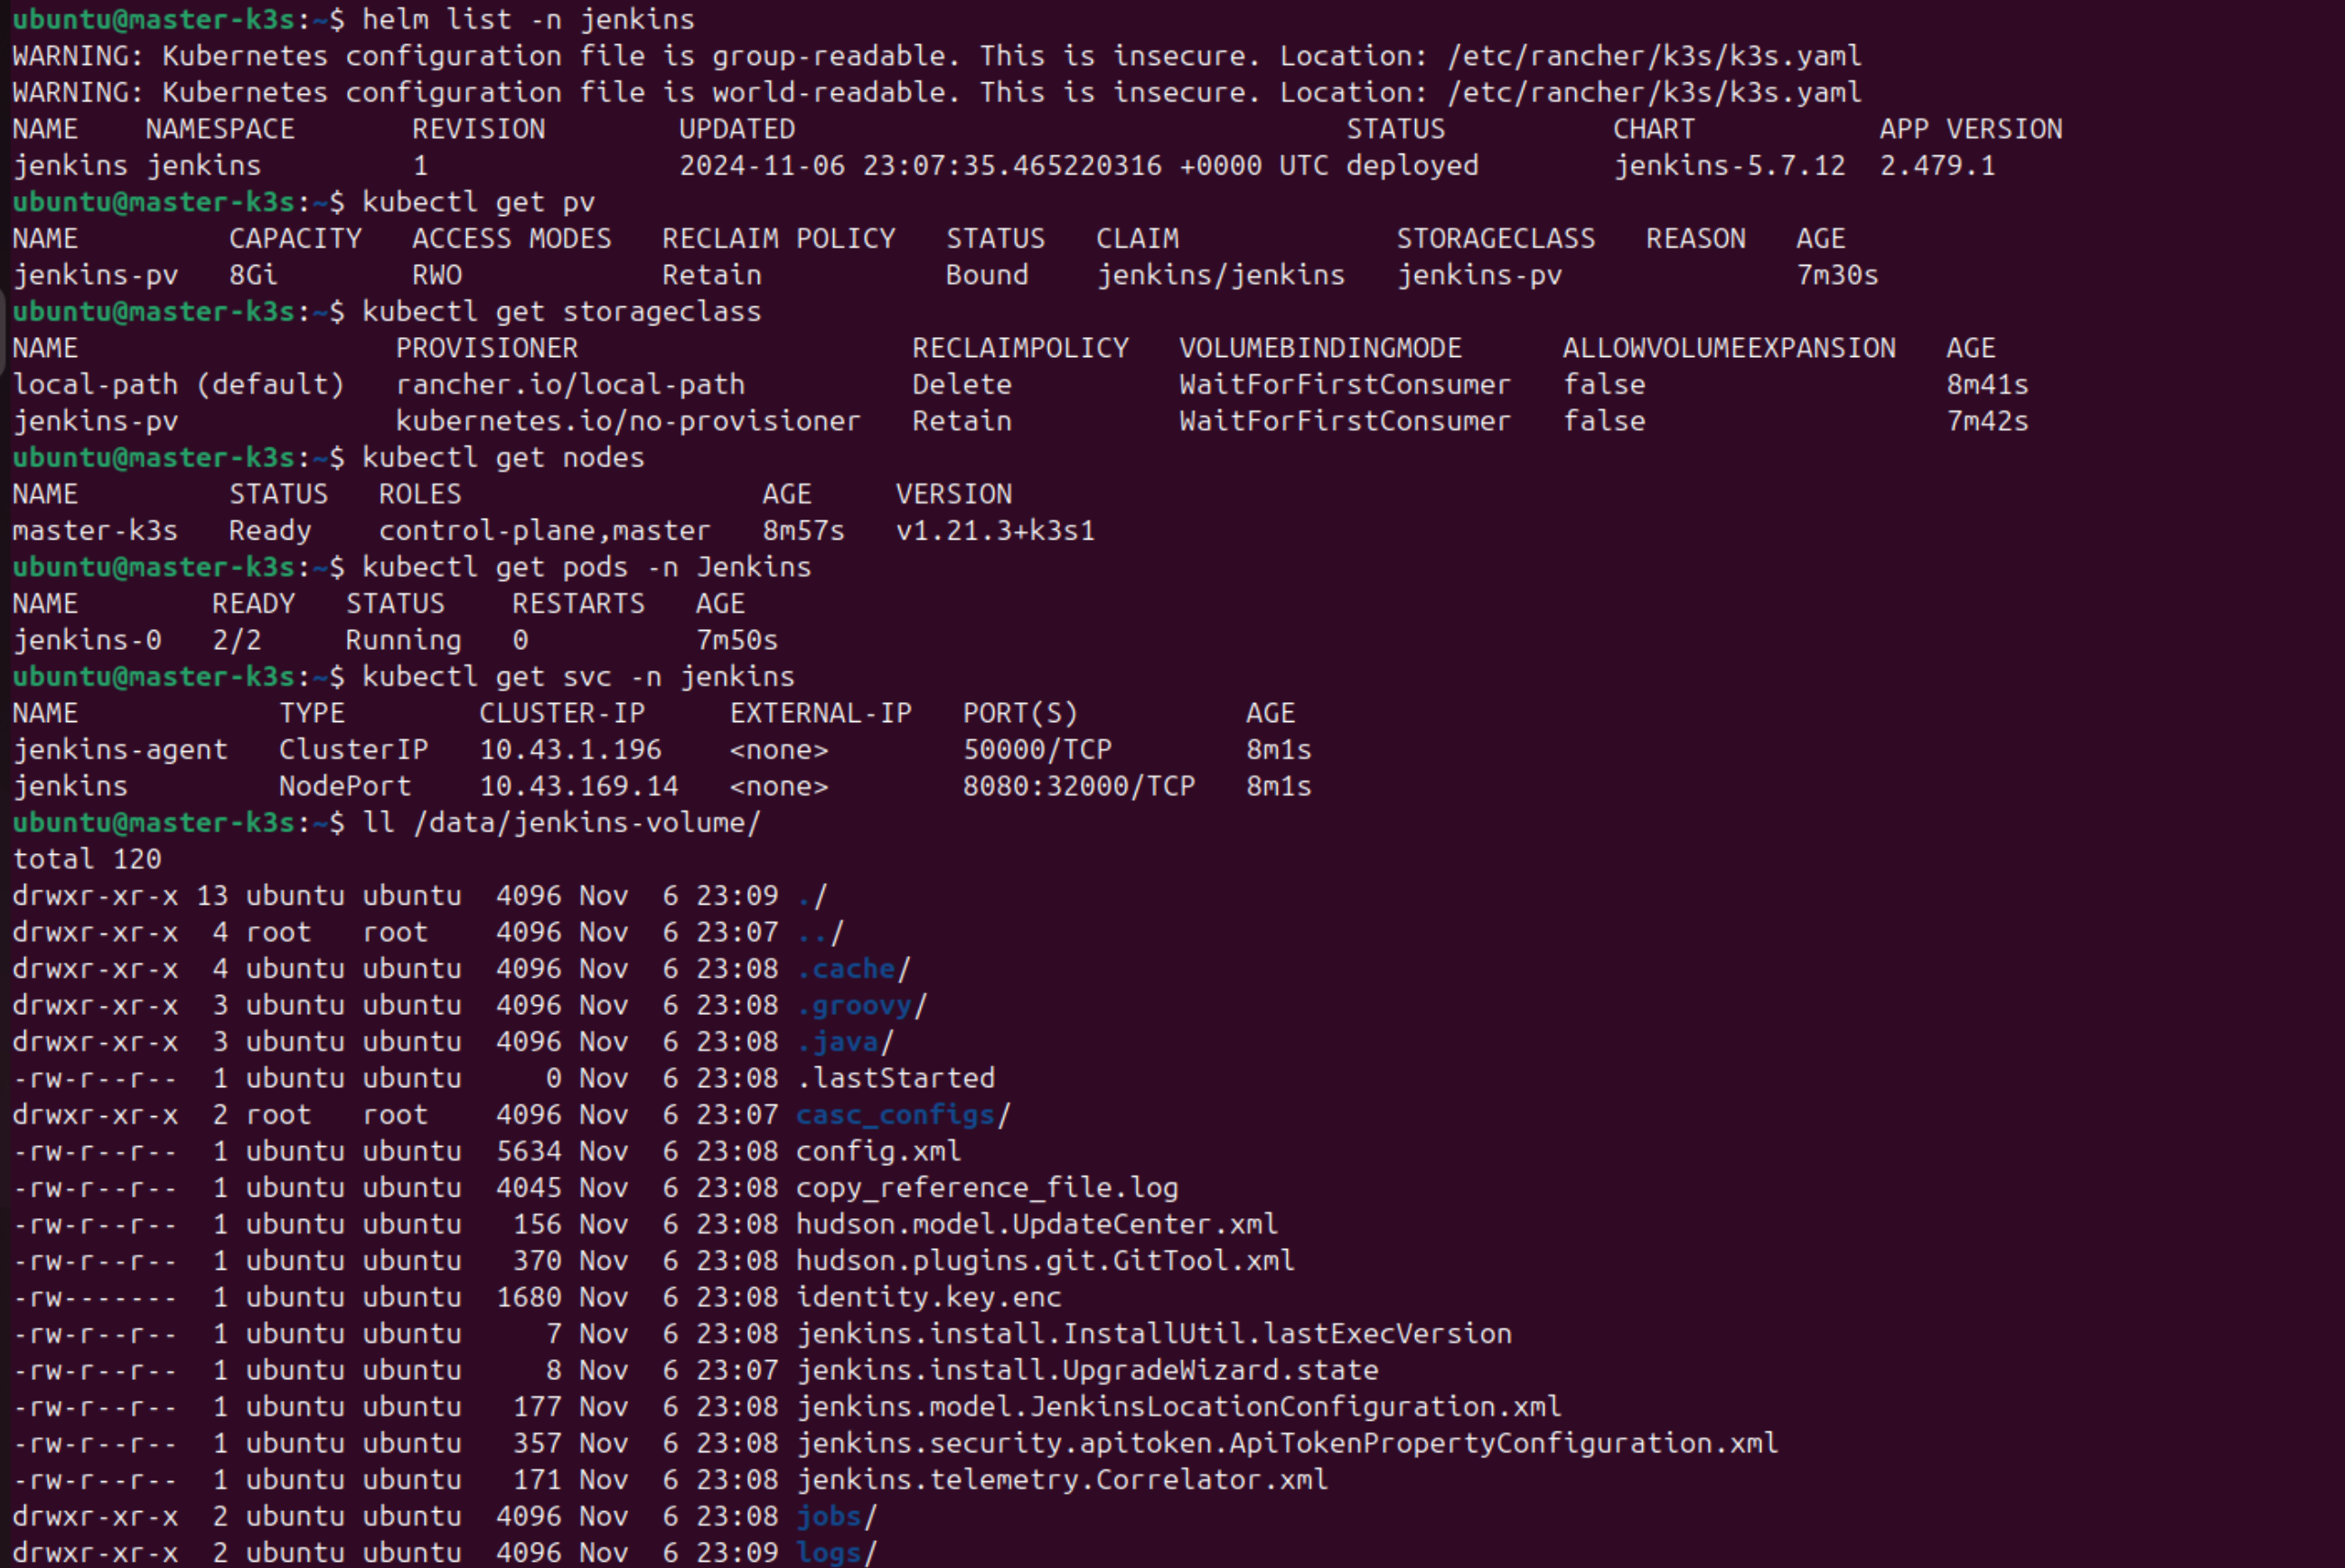 ubuntu@master-k3s:~$ helm list -n jenkins
WARNING: Kubernetes configuration file is group-readable. This is insecure. Location: /etc/rancher/k3s/k3s.yaml
WARNING: Kubernetes configuration file is world-readable. This is insecure. Location: /etc/rancher/k3s/k3s.yaml
NAME    NAMESPACE       REVISION        UPDATED                                 STATUS          CHART           APP VERSION
jenkins jenkins         1               2024-11-06 23:07:35.465220316 +0000 UTC deployed        jenkins-5.7.12  2.479.1
ubuntu@master-k3s:~$ kubectl get pv
NAME         CAPACITY   ACCESS MODES   RECLAIM POLICY   STATUS   CLAIM             STORAGECLASS   REASON   AGE
jenkins-pv   8Gi        RWO            Retain           Bound    jenkins/jenkins   jenkins-pv              7m30s
ubuntu@master-k3s:~$ kubectl get storageclass
NAME                   PROVISIONER                    RECLAIMPOLICY   VOLUMEBINDINGMODE      ALLOWVOLUMEEXPANSION   AGE
local-path (default)   rancher.io/local-path          Delete          WaitForFirstConsumer   false                  8m41s
jenkins-pv             kubernetes.io/no-provisioner   Retain          WaitForFirstConsumer   false                  7m42s
ubuntu@master-k3s:~$ kubectl get nodes
NAME         STATUS   ROLES                  AGE     VERSION
master-k3s   Ready    control-plane,master   8m57s   v1.21.3+k3s1
ubuntu@master-k3s:~$ kubectl get pods -n Jenkins
NAME        READY   STATUS    RESTARTS   AGE
jenkins-0   2/2     Running   0          7m50s
ubuntu@master-k3s:~$ kubectl get svc -n jenkins
NAME            TYPE        CLUSTER-IP     EXTERNAL-IP   PORT(S)          AGE
jenkins-agent   ClusterIP   10.43.1.196    <none>        50000/TCP        8m1s
jenkins         NodePort    10.43.169.14   <none>        8080:32000/TCP   8m1s
ubuntu@master-k3s:~$ ll /data/jenkins-volume/
total 120
drwxr-xr-x 13 ubuntu ubuntu  4096 Nov  6 23:09 ./
drwxr-xr-x  4 root   root    4096 Nov  6 23:07 ../
drwxr-xr-x  4 ubuntu ubuntu  4096 Nov  6 23:08 .cache/
drwxr-xr-x  3 ubuntu ubuntu  4096 Nov  6 23:08 .groovy/
drwxr-xr-x  3 ubuntu ubuntu  4096 Nov  6 23:08 .java/
-rw-r--r--  1 ubuntu ubuntu     0 Nov  6 23:08 .lastStarted
drwxr-xr-x  2 root   root    4096 Nov  6 23:07 casc_configs/
-rw-r--r--  1 ubuntu ubuntu  5634 Nov  6 23:08 config.xml
-rw-r--r--  1 ubuntu ubuntu  4045 Nov  6 23:08 copy_reference_file.log
-rw-r--r--  1 ubuntu ubuntu   156 Nov  6 23:08 hudson.model.UpdateCenter.xml
-rw-r--r--  1 ubuntu ubuntu   370 Nov  6 23:08 hudson.plugins.git.GitTool.xml
-rw-------  1 ubuntu ubuntu  1680 Nov  6 23:08 identity.key.enc
-rw-r--r--  1 ubuntu ubuntu     7 Nov  6 23:08 jenkins.install.InstallUtil.lastExecVersion
-rw-r--r--  1 ubuntu ubuntu     8 Nov  6 23:07 jenkins.install.UpgradeWizard.state
-rw-r--r--  1 ubuntu ubuntu   177 Nov  6 23:08 jenkins.model.JenkinsLocationConfiguration.xml
-rw-r--r--  1 ubuntu ubuntu   357 Nov  6 23:08 jenkins.security.apitoken.ApiTokenPropertyConfiguration.xml
-rw-r--r--  1 ubuntu ubuntu   171 Nov  6 23:08 jenkins.telemetry.Correlator.xml
drwxr-xr-x  2 ubuntu ubuntu  4096 Nov  6 23:08 jobs/
drwxr-xr-x  2 ubuntu ubuntu  4096 Nov  6 23:09 logs/